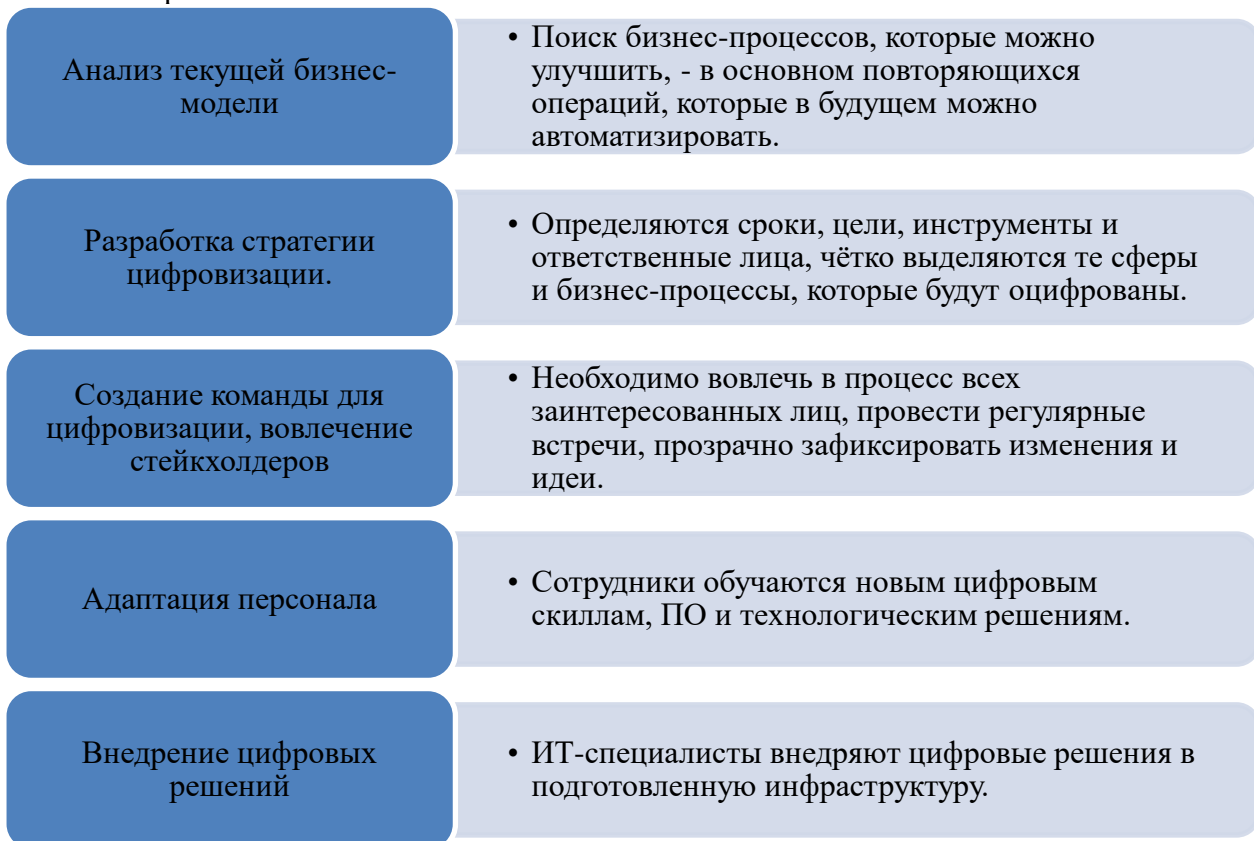 Анализ текущей бизнес-
модели
• Поиск бизнес-процессов, которые можно
улучшить, - в основном повторяющихся
операций, которые в будущем можно
автоматизировать.
Разработка стратегии
цифровизации.
• Определяются сроки, цели, инструменты и
ответственные лица, чётко выделяются те сферы
и бизнес-процессы, которые будут оцифрованы.
Создание команды для
цифровизации, вовлечение
стейкхолдеров
• Необходимо вовлечь в процесс всех
заинтересованных лиц, провести регулярные
встречи, прозрачно зафиксировать изменения и
идеи.
Адаптация персонала
• Сотрудники обучаются новым цифровым
скиллам, ПО и технологическим решениям.
Внедрение цифровых
решений
• ИТ-специалисты внедряют цифровые решения в
подготовленную инфраструктуру.